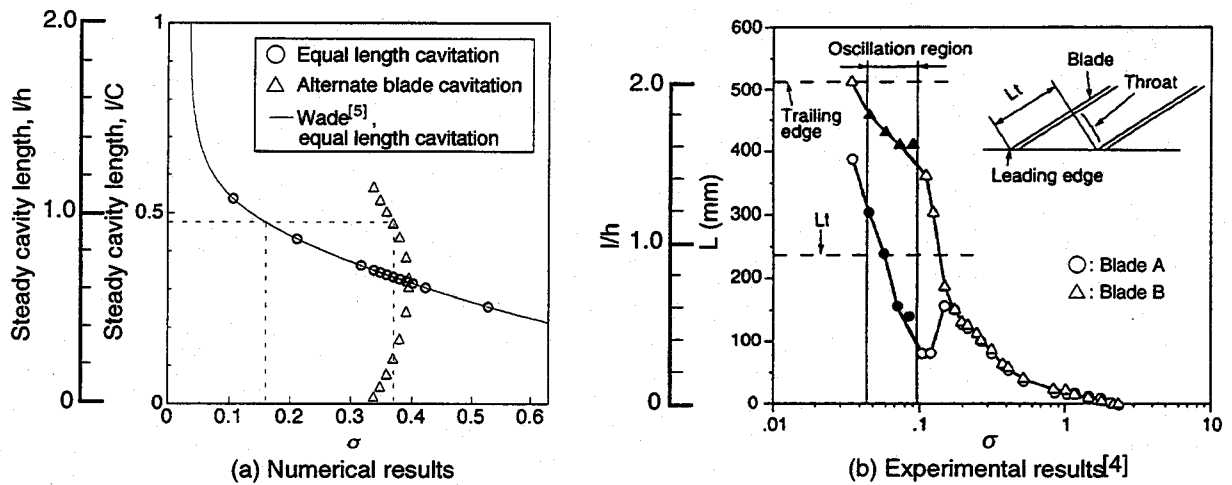 Steady cavity length, l/h
2.0
1.0
0
Steady cavity length, l/C
1
0.5
0
Equal length cavitation
Alternate blade cavitation
Wade[5],
equal length cavitation
0 0.1 0.2 0.3 0.4 0.5 0.6
σ
(a) Numerical results
l/h
2.0
1.0
0
L (mm)
600
500
400
300
200
100
0
Oscillation region
Trailing
edge
Lt
Blade
Throat
Lt
Leading edge
: Blade A
: Blade B
.01 .1 1 10
σ
(b) Experimental results[4]